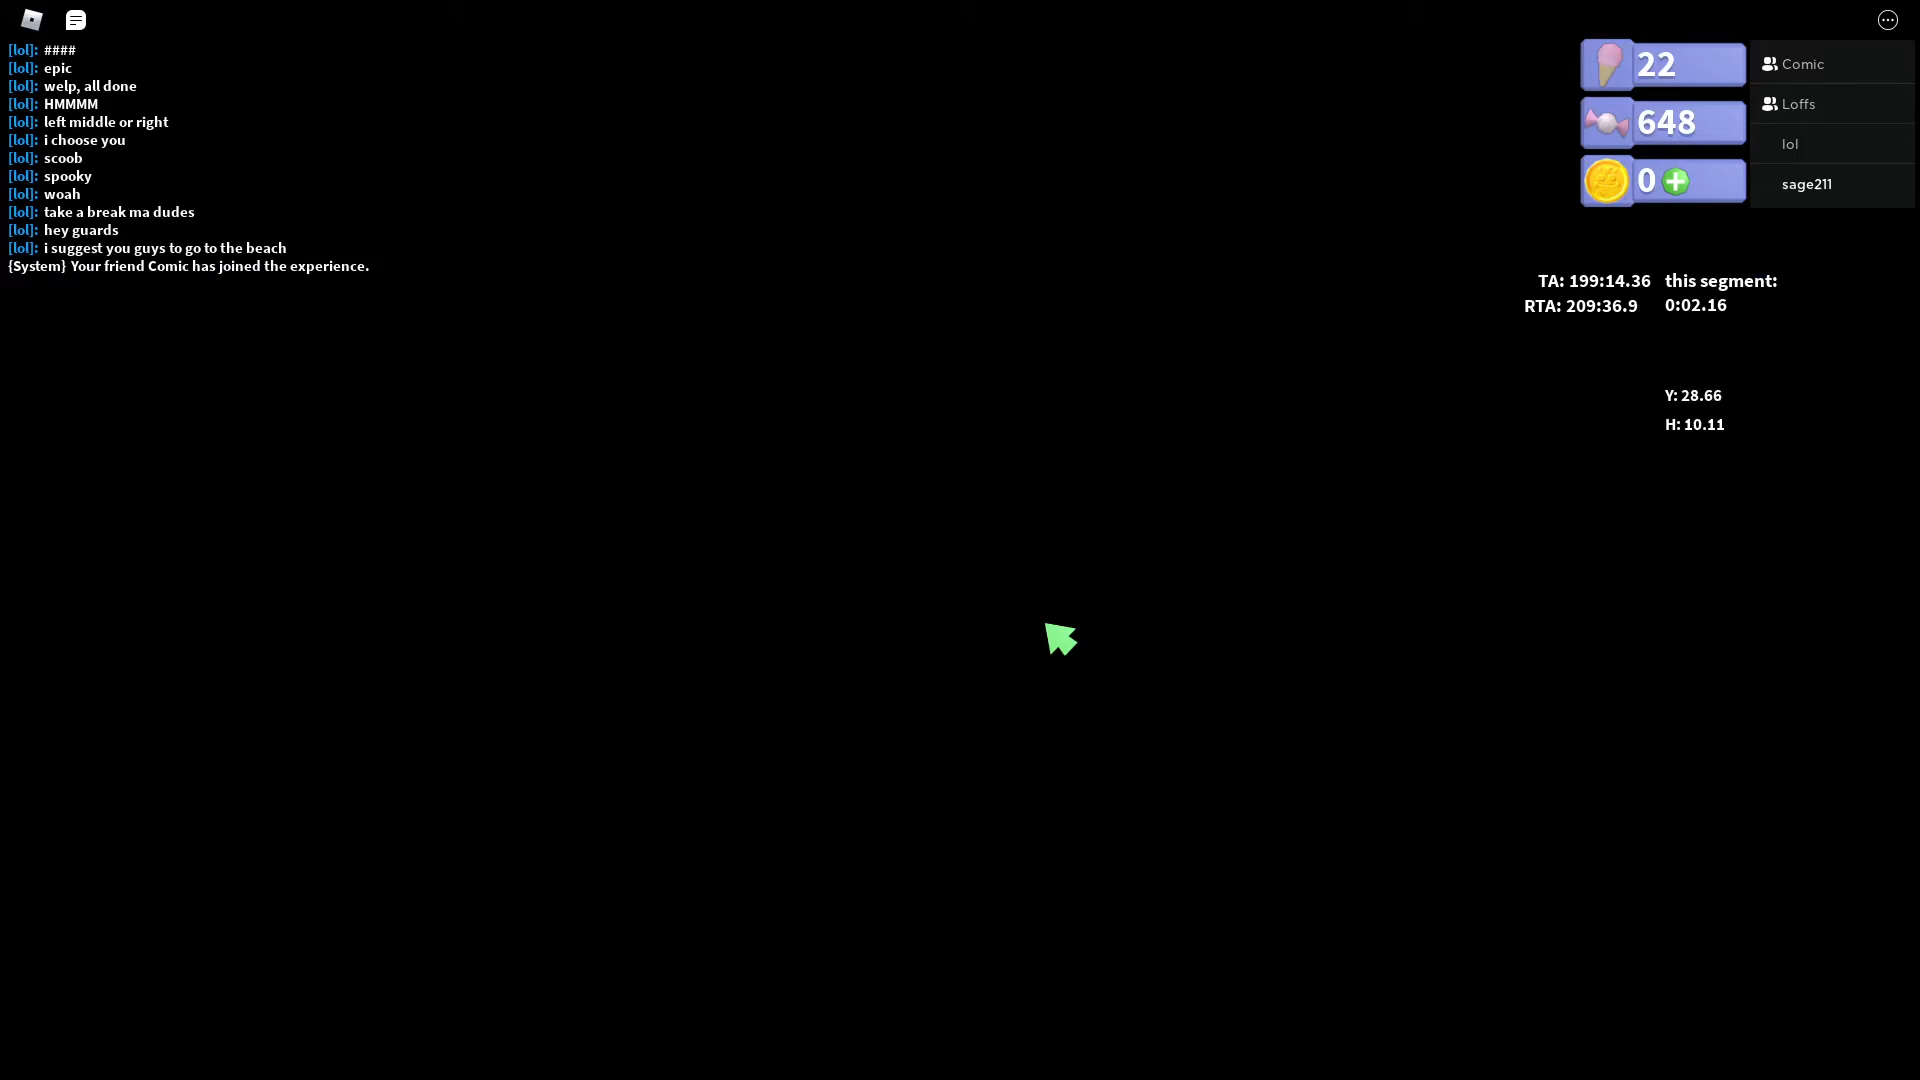 [lol]: ####
[lol]: epic
[lol]: welp, all done
[lol]: HMMMM
[lol]: left middle or right
[lol]: i choose you
[lol]: scoob
[lol]: spooky
[lol]: woah
[lol]: take a break ma dudes
[lol]: hey guards
[lol]: i suggest you guys to go to the beach
{System} Your friend Comic has joined the experience.
22
648
0
Comic
Loffs
lol
sage211
TA: 199:14.36
RTA: 209:36.9
this segment:
0:02.16
Y: 28.66
H: 10.11